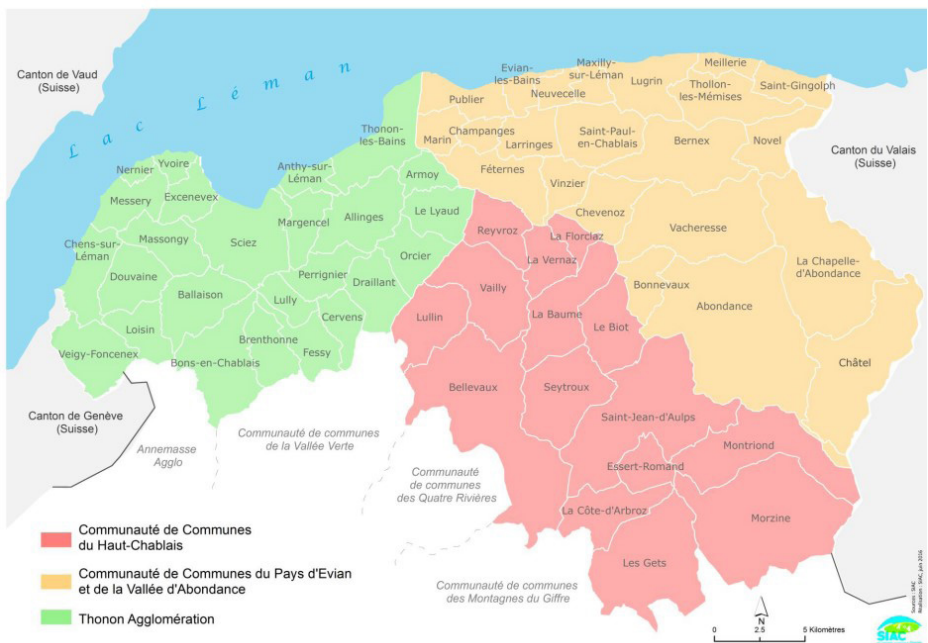 Canton de Vaud
(Suisse)
Lac Léman
Meillerie
Maxilly-
sur-Léman
Evian-
les-Bains
Lugrin
Thollon-
les-Mémises
Saint-Gingolph
Neuvecelle
Publier
Thonon-
les-Bains
Marin
Champanges
Larringes
Saint-Paul-
en-Chablais
Bernex
Novel
Canton du Valais
(Suisse)
Yvoire
Nernier
Anthy-sur-
Léman
Armoy
Féternes
Vinzier
Messery
Excenevex
Margencel
Allinges
Le Lyaud
Chevenoz
Reyvroz
La Florclaz
Vacheresse
Chens-sur-
Léman
Massongy
Sciez
Orcier
La Vernaz
La Chapelle-
d'Abondance
Douvaine
Perrignier
Draillant
Vailly
Bonnevaux
Abondance
Ballaison
Lully
Cervens
Lullin
La Baume
Le Biot
Loisin
Brenthonne
Veigy-Foncenex
Bons-en-Chablais
Fessy
Châtel
Bellevaux
Seytroux
Canton de Genève
(Suisse)
Saint-Jean-d'Aulps
Annemasse
Agglo
Communauté de communes
de la Vallée Verte
Montriond
Communauté
de communes
des Quatre Rivières
Essert-Romand
La Côte-d'Arbroz
Morzine
Les Gets
Communauté de communes
des Montagnes du Giffre
Communauté de Communes
du Haut-Chablais
Communauté de Communes du Pays d'Evian
et de la Vallée d'Abondance
Thonon Agglomération
N
0 2.5 5 Kilomètres
Sources : SIAC
Réalisation : SIAC, juin 2016
SIAC